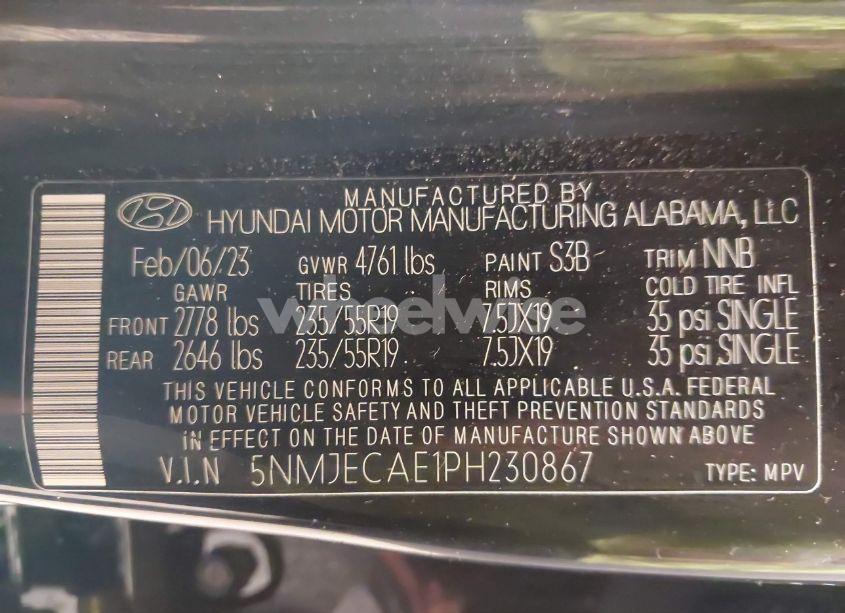 MANUFACTURED BY
HYUNDAI MOTOR MANUFACTURING ALABAMA, LLC
Feb/06/23 GVWR 4761 lbs PAINT S3B TRIM NNB
GAWR TIRES RIMS COLD TIRE INFL
FRONT 2778 lbs 235/55R19 7.5JX19 35 psi SINGLE
wheelwire
REAR 2646 lbs 235/55R19 7.5JX19 35 psi SINGLE
THIS VEHICLE CONFORMS TO ALL APPLICABLE U.S.A. FEDERAL
MOTOR VEHICLE SAFETY AND THEFT PREVENTION STANDARDS
iN EFFECT ON THE DATE OF MANUFACTURE SHOWN ABOVE
V.I.N 5NMJECAE1PH230867 TYPE: MPV